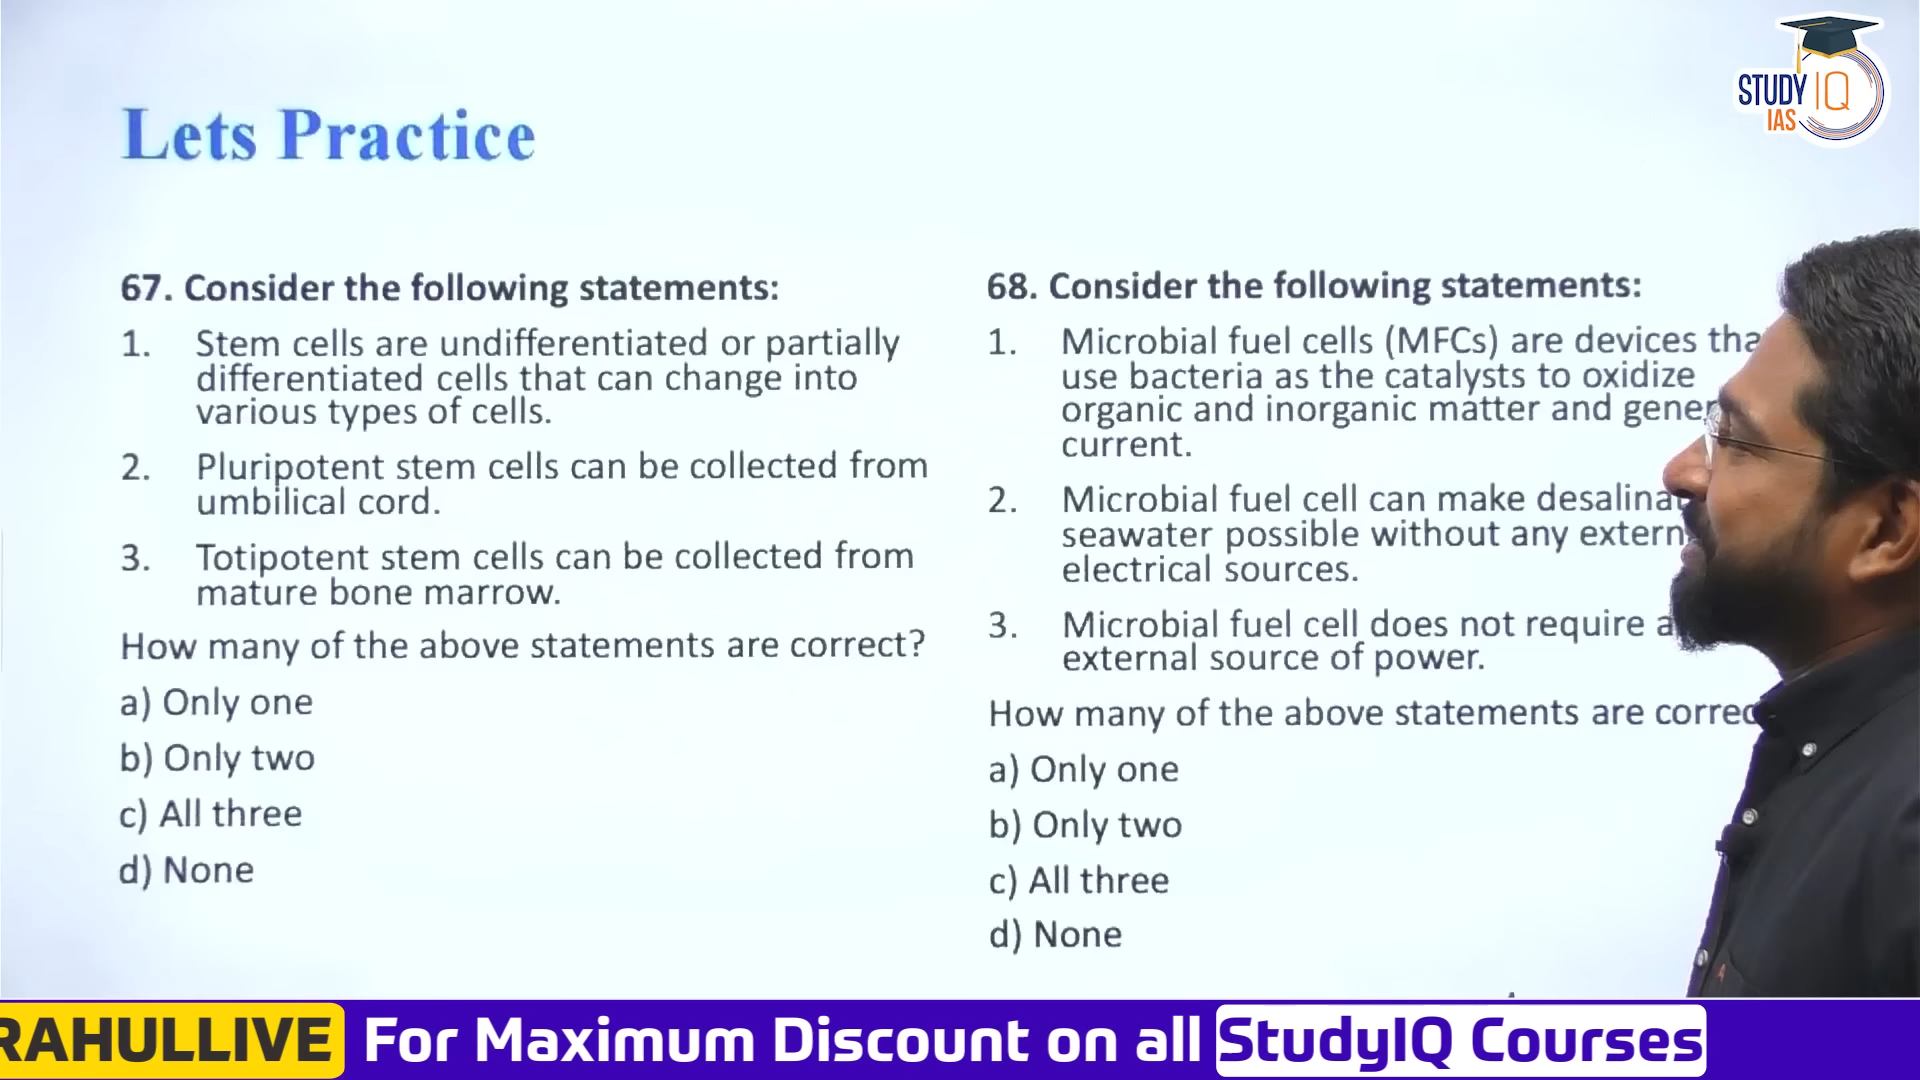 STUDY IQ
IAS
Lets Practice
67. Consider the following statements:
1. Stem cells are undifferentiated or partially
differentiated cells that can change into
various types of cells.
2. Pluripotent stem cells can be collected from
umbilical cord.
3. Totipotent stem cells can be collected from
mature bone marrow.
How many of the above statements are correct?
a) Only one
b) Only two
c) All three
d) None
68. Consider the following statements:
1. Microbial fuel cells (MFCs) are devices
use bacteria as the catalysts to oxidize
organic and inorganic matter and
current.
2. Microbial fuel cell can make
seawater possible without any
electrical sources.
3. Microbial fuel cell does not require
external source of power.
How many of the above statements are
a) Only one
b) Only two
c) All three
d) None
RAHULLIVE For Maximum Discount on all StudyIQ Courses